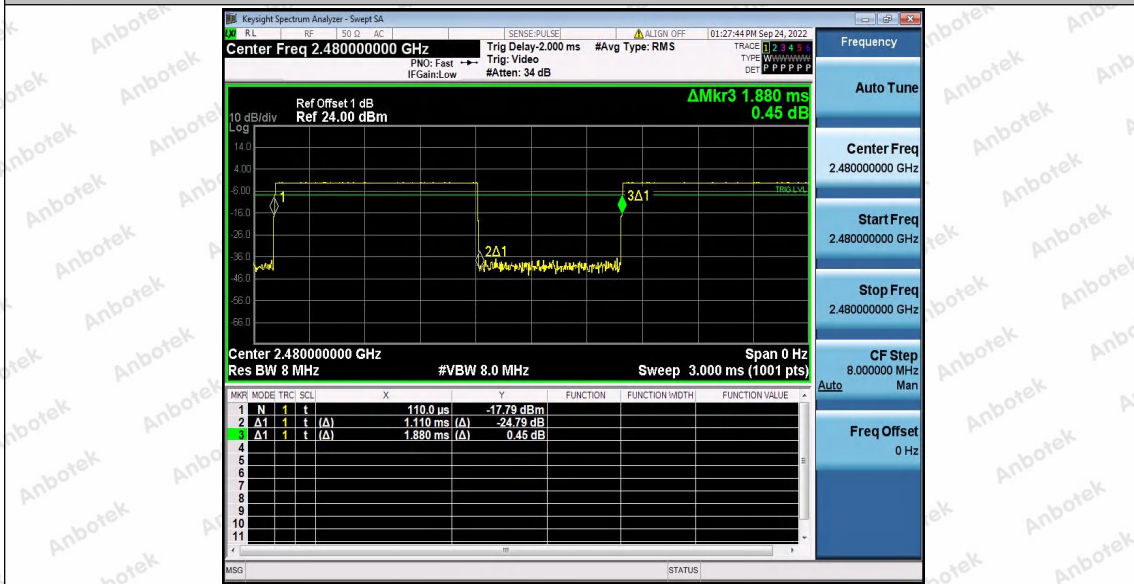 Keysight Spectrum Analyzer - Swept SA
LXI RL RF 50 Ω AC SENSE:PULSE ALIGN OFF 01:27:44 PM Sep 24, 2022
Center Freq 2.480000000 GHz Trig Delay-2.000 ms #Avg Type: RMS TRACE 1 2 3 4 5 6
PNO: Fast Trig: Video TYPE WWWWWW
IFGain:Low #Atten: 34 dB DET P P P P P P
ΔMkr3 1.880 ms
0.45 dB
Ref Offset 1 dB
10 dB/div Ref 24.00 dBm
Log
14.0
4.00
-6.00
-16.0
-26.0
-36.0
-46.0
-56.0
-66.0
TRIG LVL
1
3Δ1
2Δ1
Center 2.480000000 GHz Span 0 Hz
Res BW 8 MHz #VBW 8.0 MHz Sweep 3.000 ms (1001 pts)
MKR MODE TRC SCL X Y FUNCTION FUNCTION WIDTH FUNCTION VALUE
1 N 1 t 110.0 µs -17.79 dBm
2 Δ1 1 t (Δ) 1.110 ms (Δ) -24.79 dB
3 Δ1 1 t (Δ) 1.880 ms (Δ) 0.45 dB
4
5
6
7
8
9
10
11
MSG STATUS
Frequency
Auto Tune
Center Freq
2.480000000 GHz
Start Freq
2.480000000 GHz
Stop Freq
2.480000000 GHz
CF Step
8.000000 MHz
Auto Man
Freq Offset
0 Hz
Anbotek